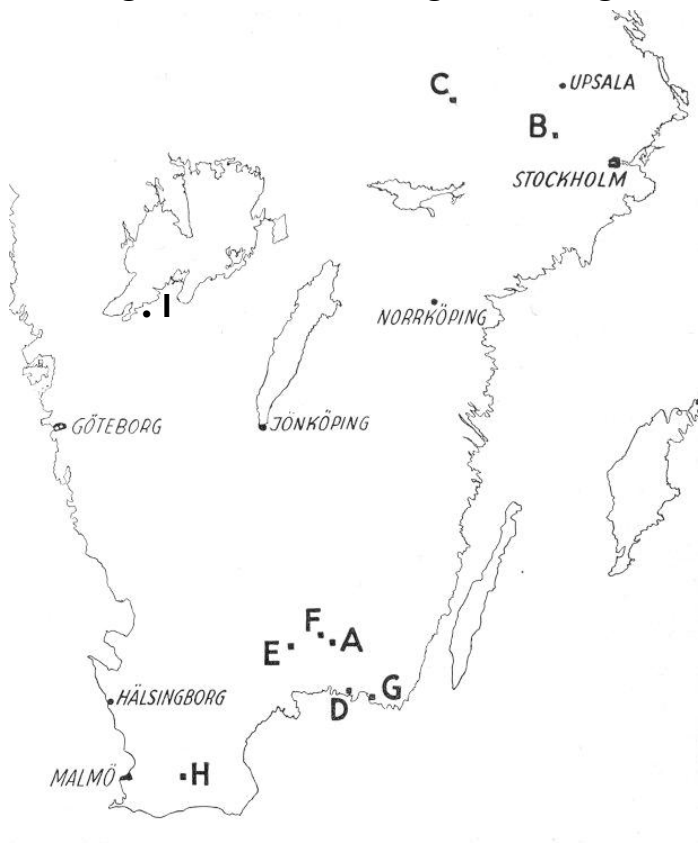 C
UPSALA
B
STOCKHOLM
I
NORRKÖPING
GÖTEBORG
JÖNKÖPING
F
A
E
G
D
HÄLSINGBORG
MALMÖ
H